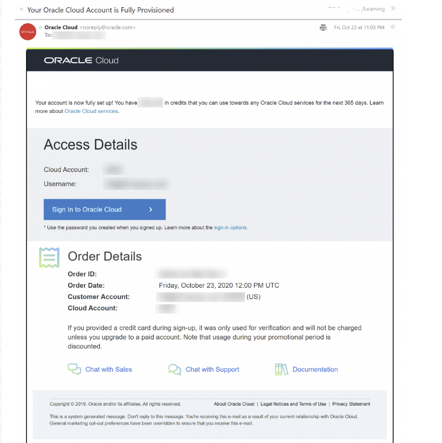 Your Oracle Cloud Account is Fully Provisioned
/Learning
Oracle Cloud <noreply@oracle.com>
Fri, Oct 23 at 11:03 PM
To:
ORACLE Cloud
Your account is now fully set up! You have in credits that you can use towards any Oracle Cloud services for the next 365 days. Learn
more about Oracle Cloud services.
Access Details
Cloud Account:
Username:
Sign In to Oracle Cloud >
* Use the password you created when you signed up. Learn more about the sign-in options.
Order Details
Order ID:
Order Date: Friday, October 23, 2020 12:00 PM UTC
Customer Account: (US)
Cloud Account:
If you provided a credit card during sign-up, it was only used for verification and will not be charged
unless you upgrade to a paid account. Note that usage during your promotional period is
discounted.
Chat with Sales Chat with Support Documentation
Copyright © 2019, Oracle and/or its affiliates. All rights reserved. About Oracle Cloud | Legal Notices and Terms of Use | Privacy Statement
This is a system generated message. Don't reply to this message. You're receiving this e-mail as a result of your current relationship with Oracle Cloud.
General marketing opt-out preferences have been overridden to ensure that you receive this e-mail.